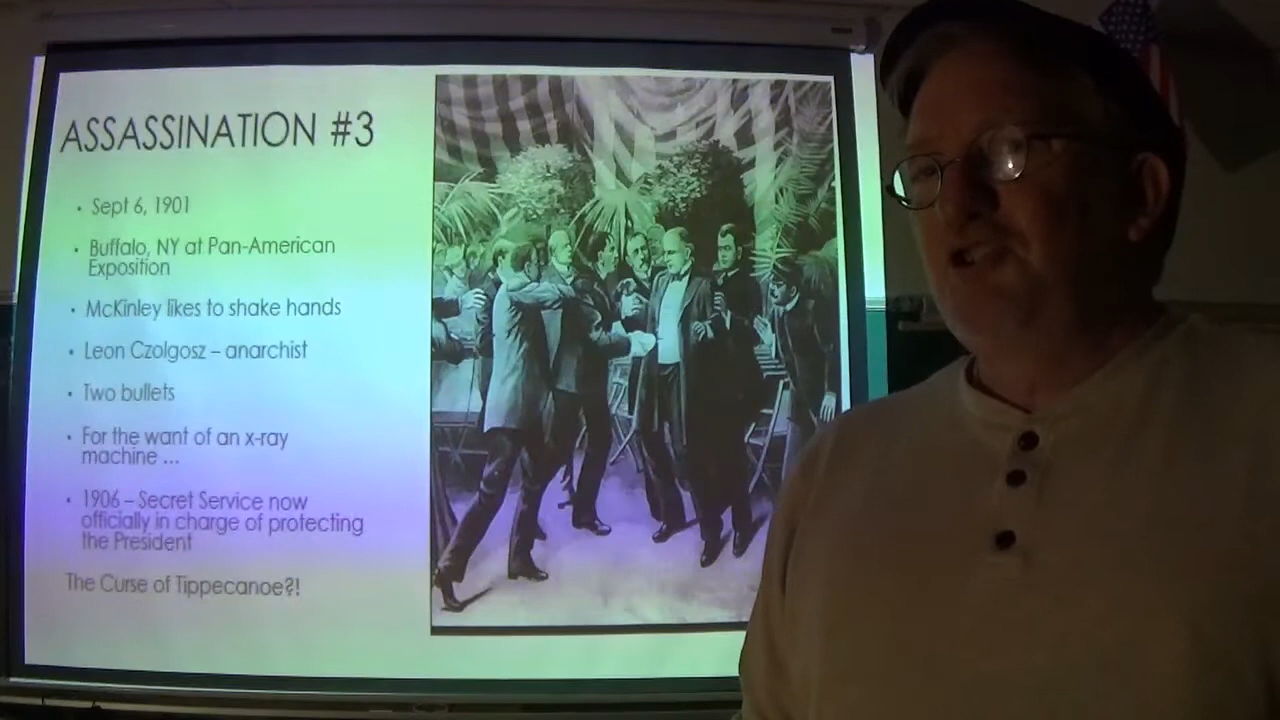 ASSASSINATION #3
• Sept 6, 1901
• Buffalo, NY at Pan-American
Exposition
• McKinley likes to shake hands
• Leon Czolgosz – anarchist
• Two bullets
• For the want of an x-ray
machine ...
• 1906 – Secret Service now
officially in charge of protecting
the President
The Curse of Tippecanoe?!